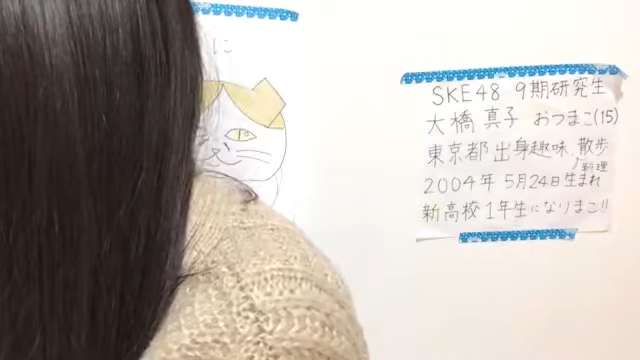 に
SKE48 9期研究生
大橋真子 おつまこ(15)
東京都出身趣味、散歩
料理
2004年 5月24日生まれ
新高校1年生になりまこ!!